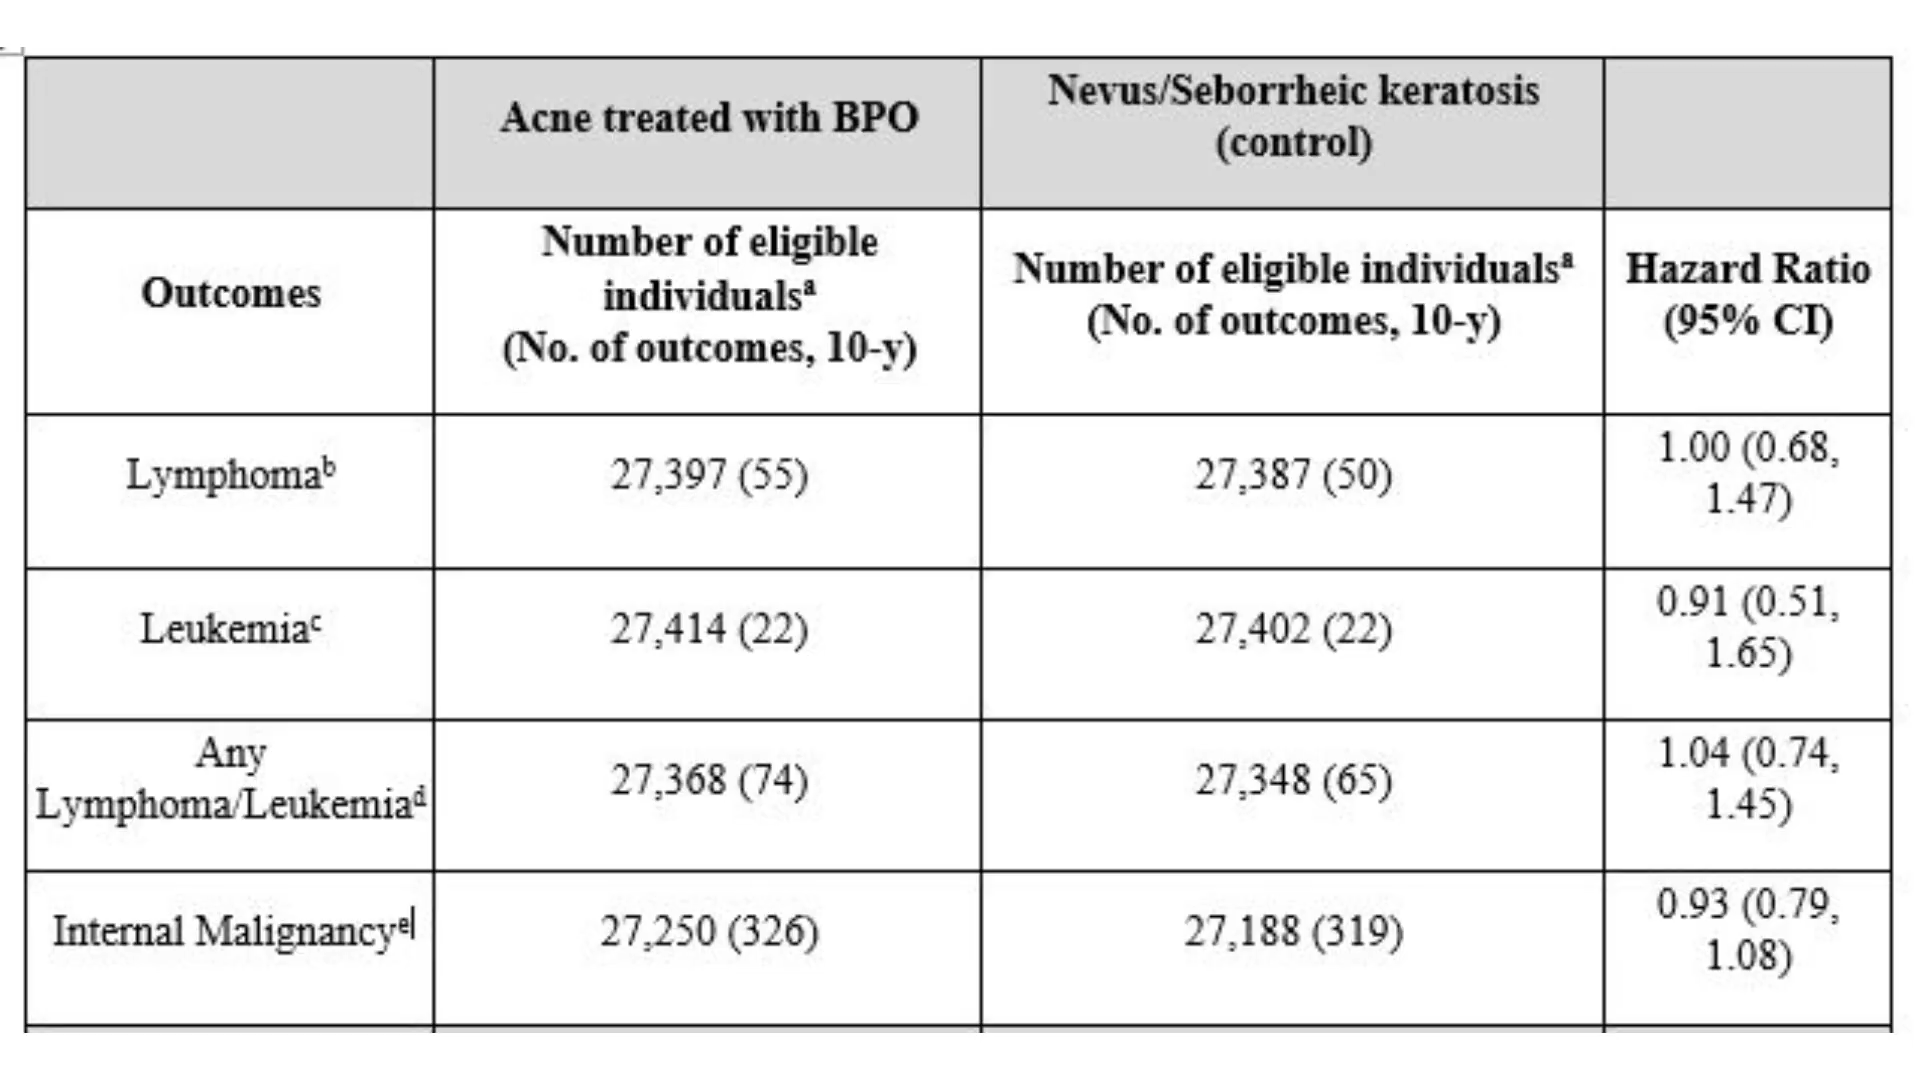 Acne treated with BPO
Nevus/Seborrheic keratosis
(control)
Outcomes
Number of eligible
individualsᵃ
(No. of outcomes, 10-y)
Number of eligible individualsᵃ
(No. of outcomes, 10-y)
Hazard Ratio
(95% CI)
Lymphomaᵇ
27,397 (55)
27,387 (50)
1.00 (0.68,
1.47)
Leukemiaᶜ
27,414 (22)
27,402 (22)
0.91 (0.51,
1.65)
Any
Lymphoma/Leukemiaᵈ
27,368 (74)
27,348 (65)
1.04 (0.74,
1.45)
Internal Malignancyᵉ
27,250 (326)
27,188 (319)
0.93 (0.79,
1.08)